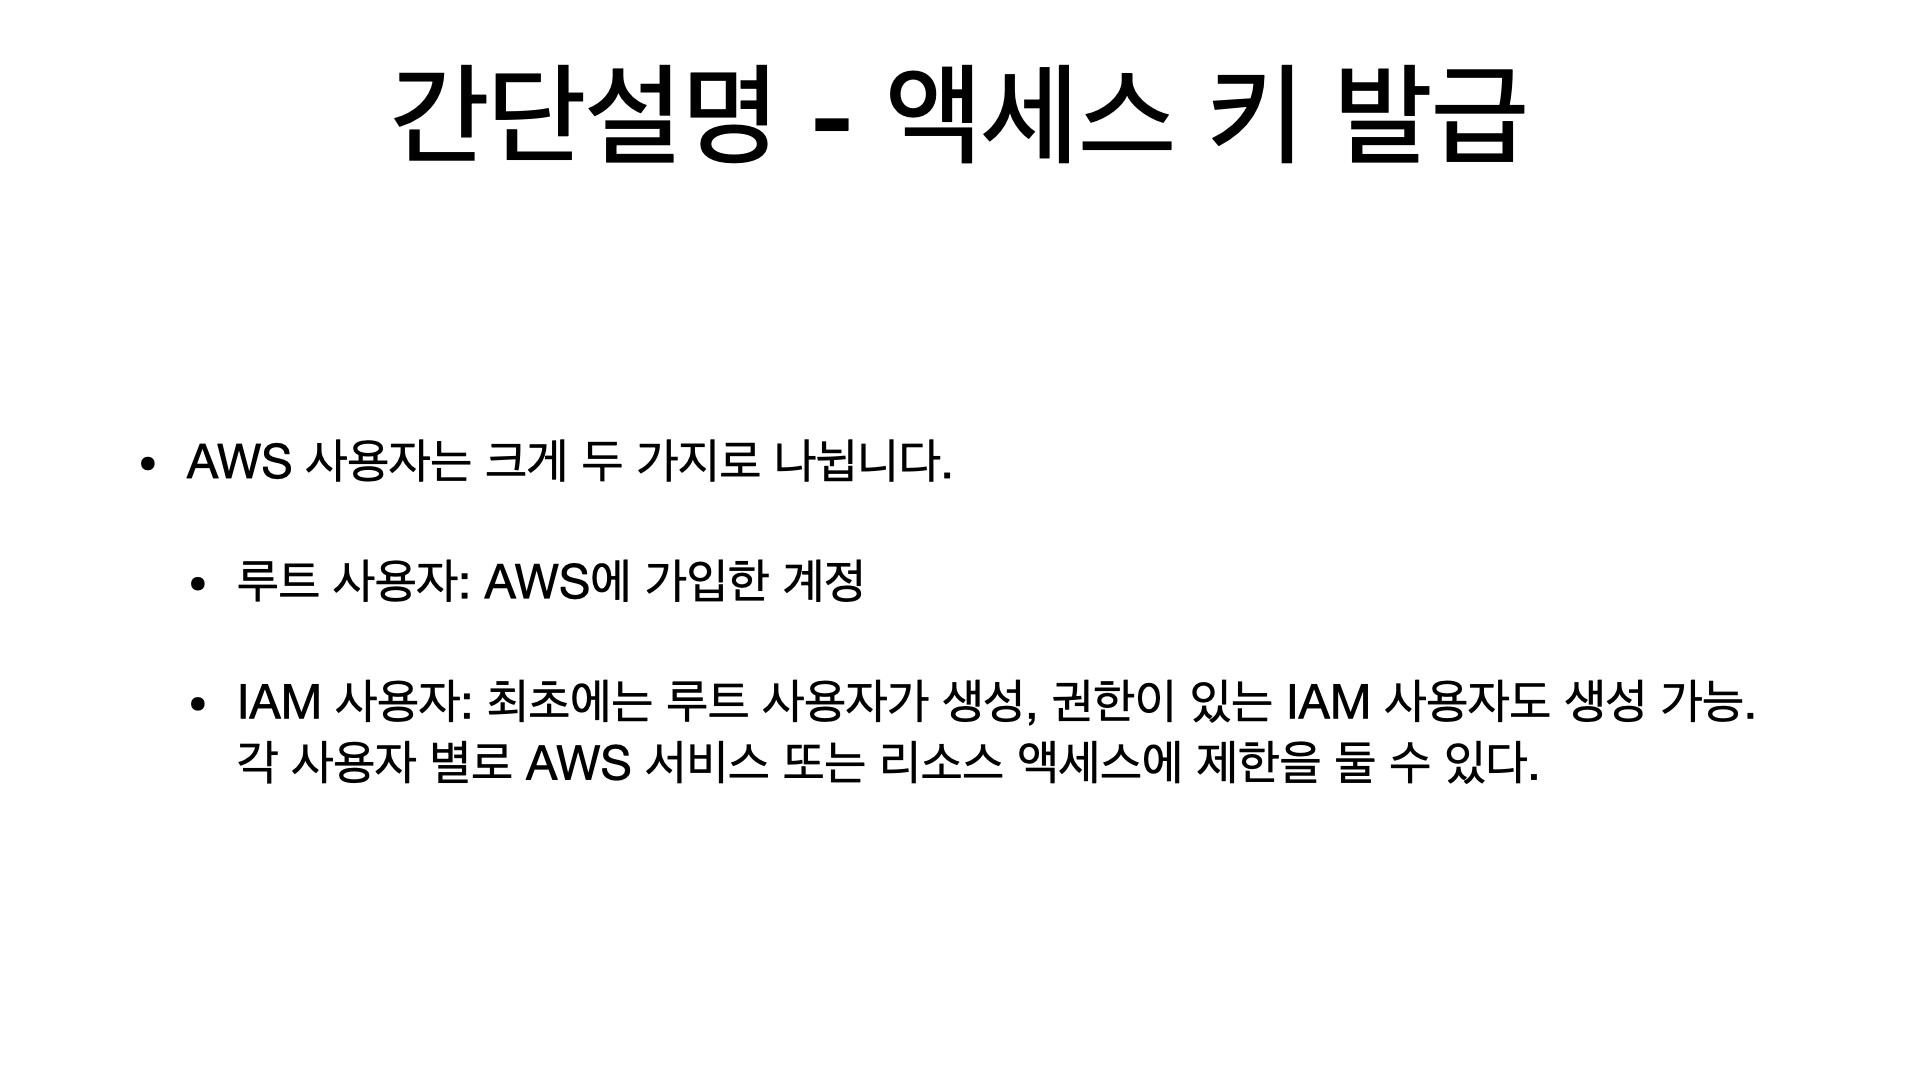 간단설명 - 액세스 키 발급
• AWS 사용자는 크게 두 가지로 나뉩니다.
• 루트 사용자: AWS에 가입한 계정
• IAM 사용자: 최초에는 루트 사용자가 생성, 권한이 있는 IAM 사용자도 생성 가능.
각 사용자 별로 AWS 서비스 또는 리소스 액세스에 제한을 둘 수 있다.